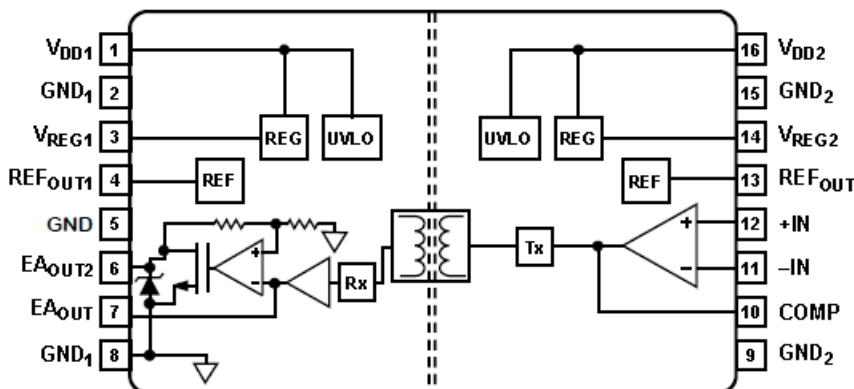 VDD1 1
GND1 2
VREG1 3
REFOUT1 4
GND 5
EAOUT2 6
EAOUT 7
GND1 8
REG
UVLO
REF
Rx
Tx
UVLO
REG
REF
+
−
+
−
16 VDD2
15 GND2
14 VREG2
13 REFOUT
12 +IN
11 −IN
10 COMP
9 GND2